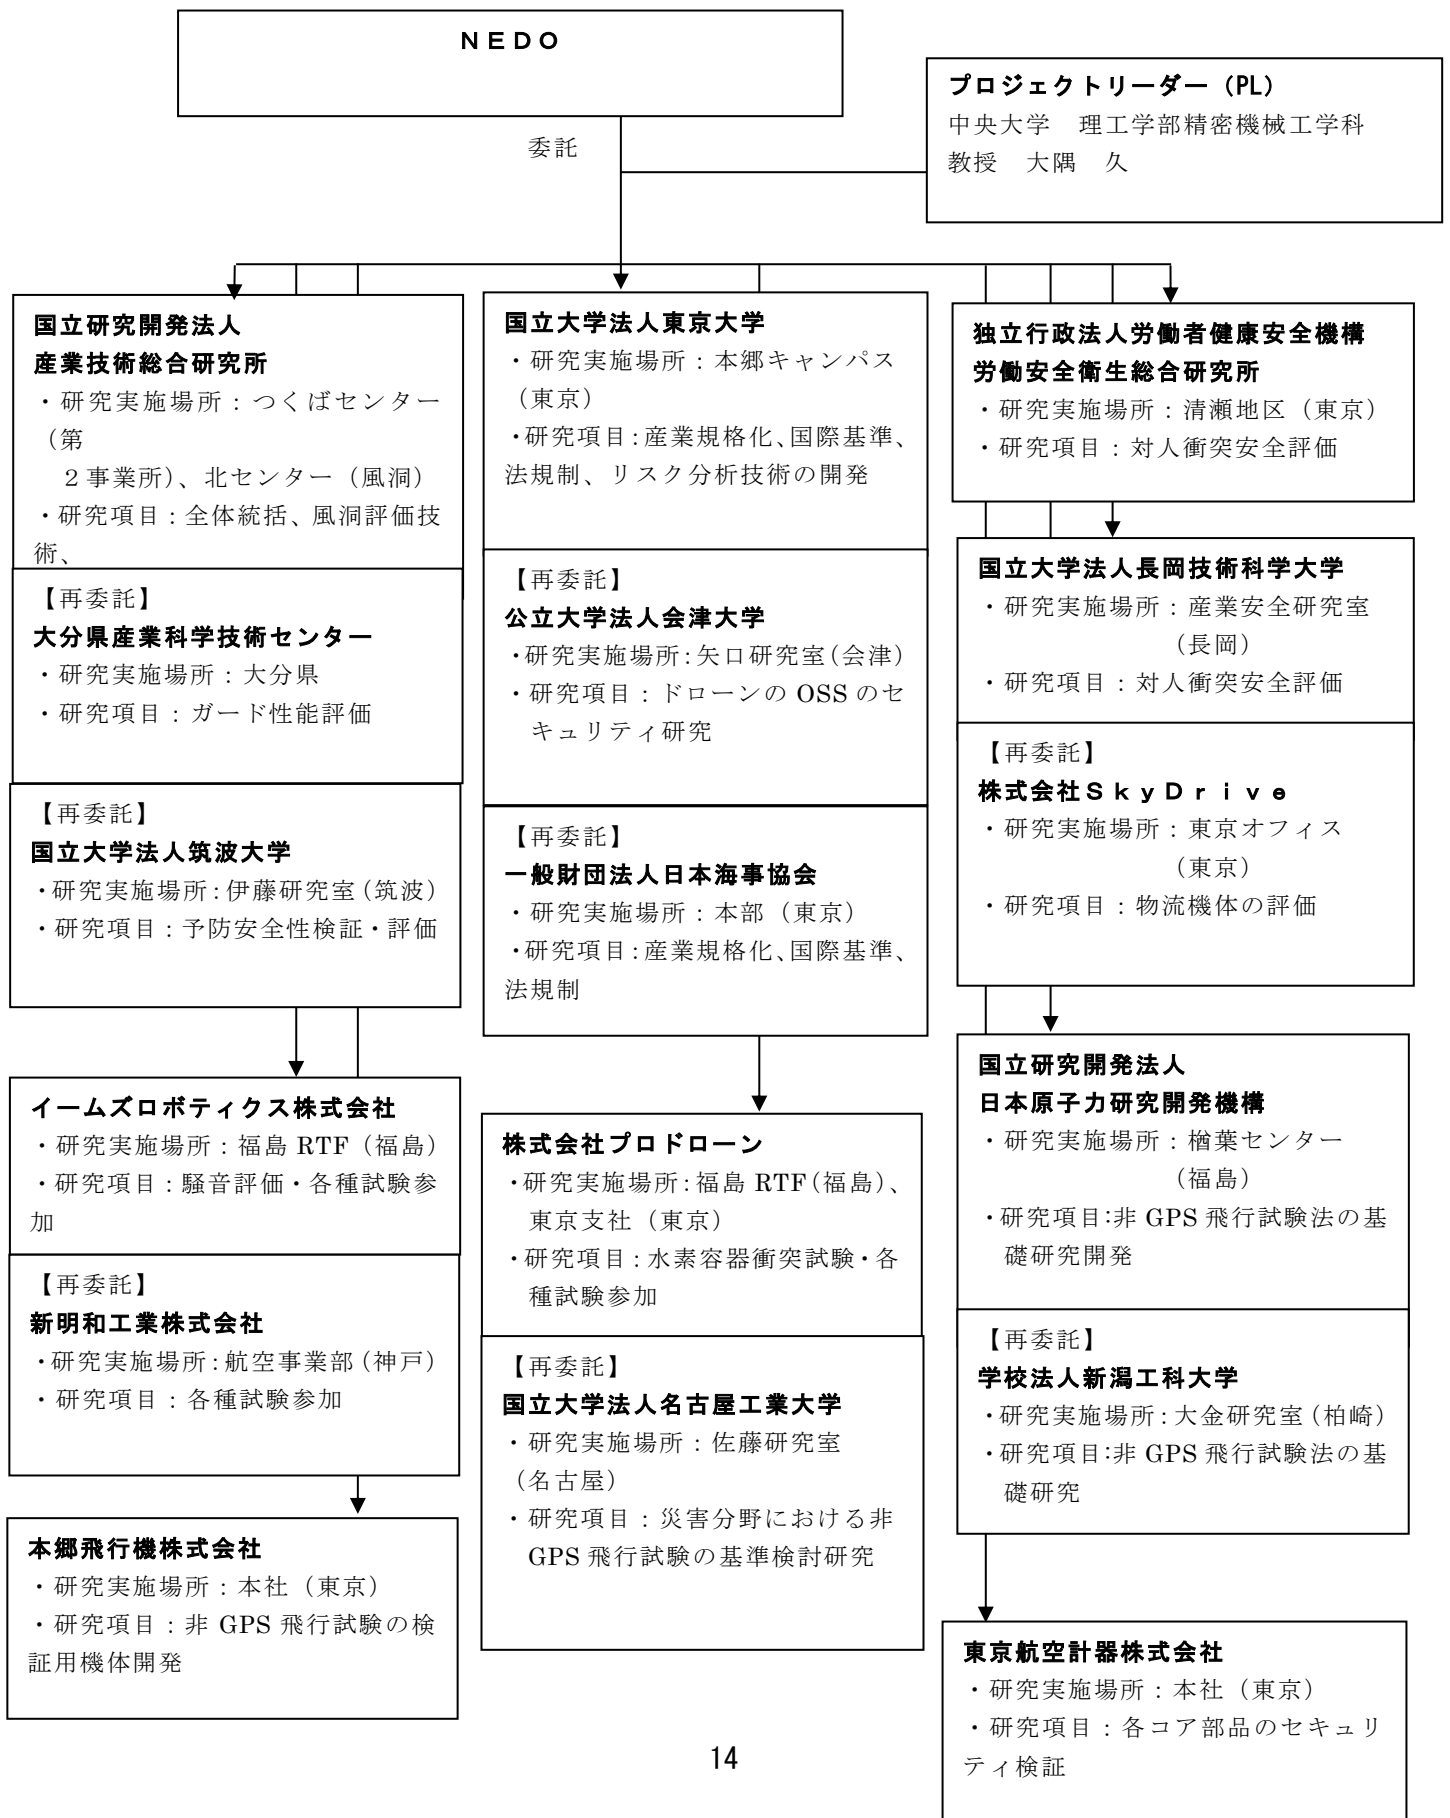 ＮＥＤＯ
プロジェクトリーダー（PL）
中央大学　理工学部精密機械工学科
教授　大隅　久
委託
国立研究開発法人
産業技術総合研究所
・研究実施場所：つくばセンター
（第
２事業所）、北センター（風洞）
・研究項目：全体統括、風洞評価技
術、
【再委託】
大分県産業科学技術センター
・研究実施場所：大分県
・研究項目：ガード性能評価
【再委託】
国立大学法人筑波大学
・研究実施場所：伊藤研究室（筑波）
・研究項目：予防安全性検証・評価
イームズロボティクス株式会社
・研究実施場所：福島 RTF（福島）
・研究項目：騒音評価・各種試験参
加
【再委託】
新明和工業株式会社
・研究実施場所：航空事業部（神戸）
・研究項目：各種試験参加
本郷飛行機株式会社
・研究実施場所：本社（東京）
・研究項目：非 GPS 飛行試験の検
証用機体開発
国立大学法人東京大学
・研究実施場所：本郷キャンパス
（東京）
・研究項目：産業規格化、国際基準、
法規制、リスク分析技術の開発
【再委託】
公立大学法人会津大学
・研究実施場所：矢口研究室（会津）
・研究項目：ドローンの OSS のセ
キュリティ研究
【再委託】
一般財団法人日本海事協会
・研究実施場所：本部（東京）
・研究項目：産業規格化、国際基準、
法規制
株式会社プロドローン
・研究実施場所：福島 RTF（福島）、
東京支社（東京）
・研究項目：水素容器衝突試験・各
種試験参加
【再委託】
国立大学法人名古屋工業大学
・研究実施場所：佐藤研究室
（名古屋）
・研究項目：災害分野における非
GPS 飛行試験の基準検討研究
独立行政法人労働者健康安全機構
労働安全衛生総合研究所
・研究実施場所：清瀬地区（東京）
・研究項目：対人衝突安全評価
国立大学法人長岡技術科学大学
・研究実施場所：産業安全研究室
（長岡）
・研究項目：対人衝突安全評価
【再委託】
株式会社ＳｋｙＤｒｉｖｅ
・研究実施場所：東京オフィス
（東京）
・研究項目：物流機体の評価
国立研究開発法人
日本原子力研究開発機構
・研究実施場所：楢葉センター
（福島）
・研究項目：非 GPS 飛行試験法の基
礎研究開発
【再委託】
学校法人新潟工科大学
・研究実施場所：大金研究室（柏崎）
・研究項目：非 GPS 飛行試験法の基
礎研究
東京航空計器株式会社
・研究実施場所：本社（東京）
・研究項目：各コア部品のセキュリ
ティ検証
14